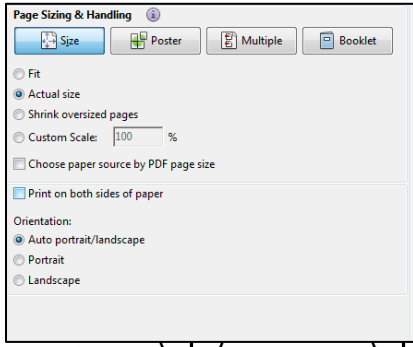 Page Sizing & Handling
Size Poster Multiple Booklet
Fit
Actual size
Shrink oversized pages
Custom Scale: 100 %
Choose paper source by PDF page size
Print on both sides of paper
Orientation:
Auto portrait/landscape
Portrait
Landscape